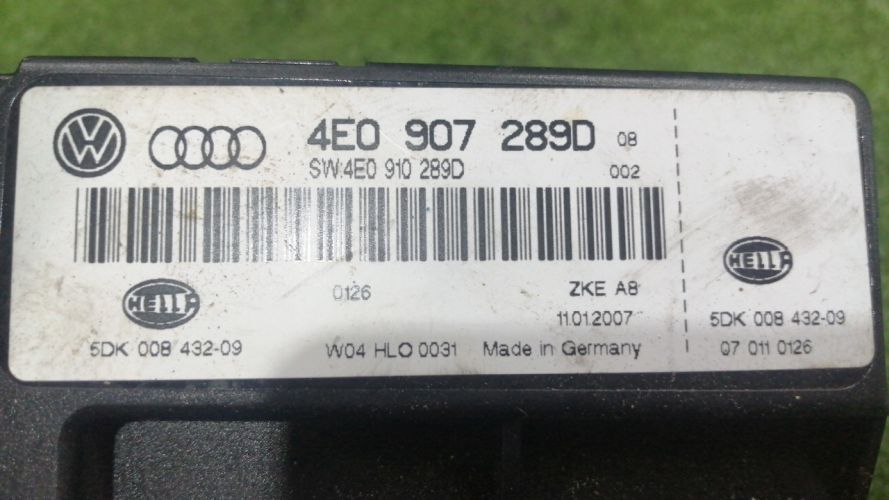 4E0 907 289D 08
SW:4E0 910 289D 002
0126 ZKE A8
HELLA 11.01.2007 HELLA
5DK 008 432-09 W04 HLO 0031 Made in Germany
5DK 008 432-09
07 011 0126